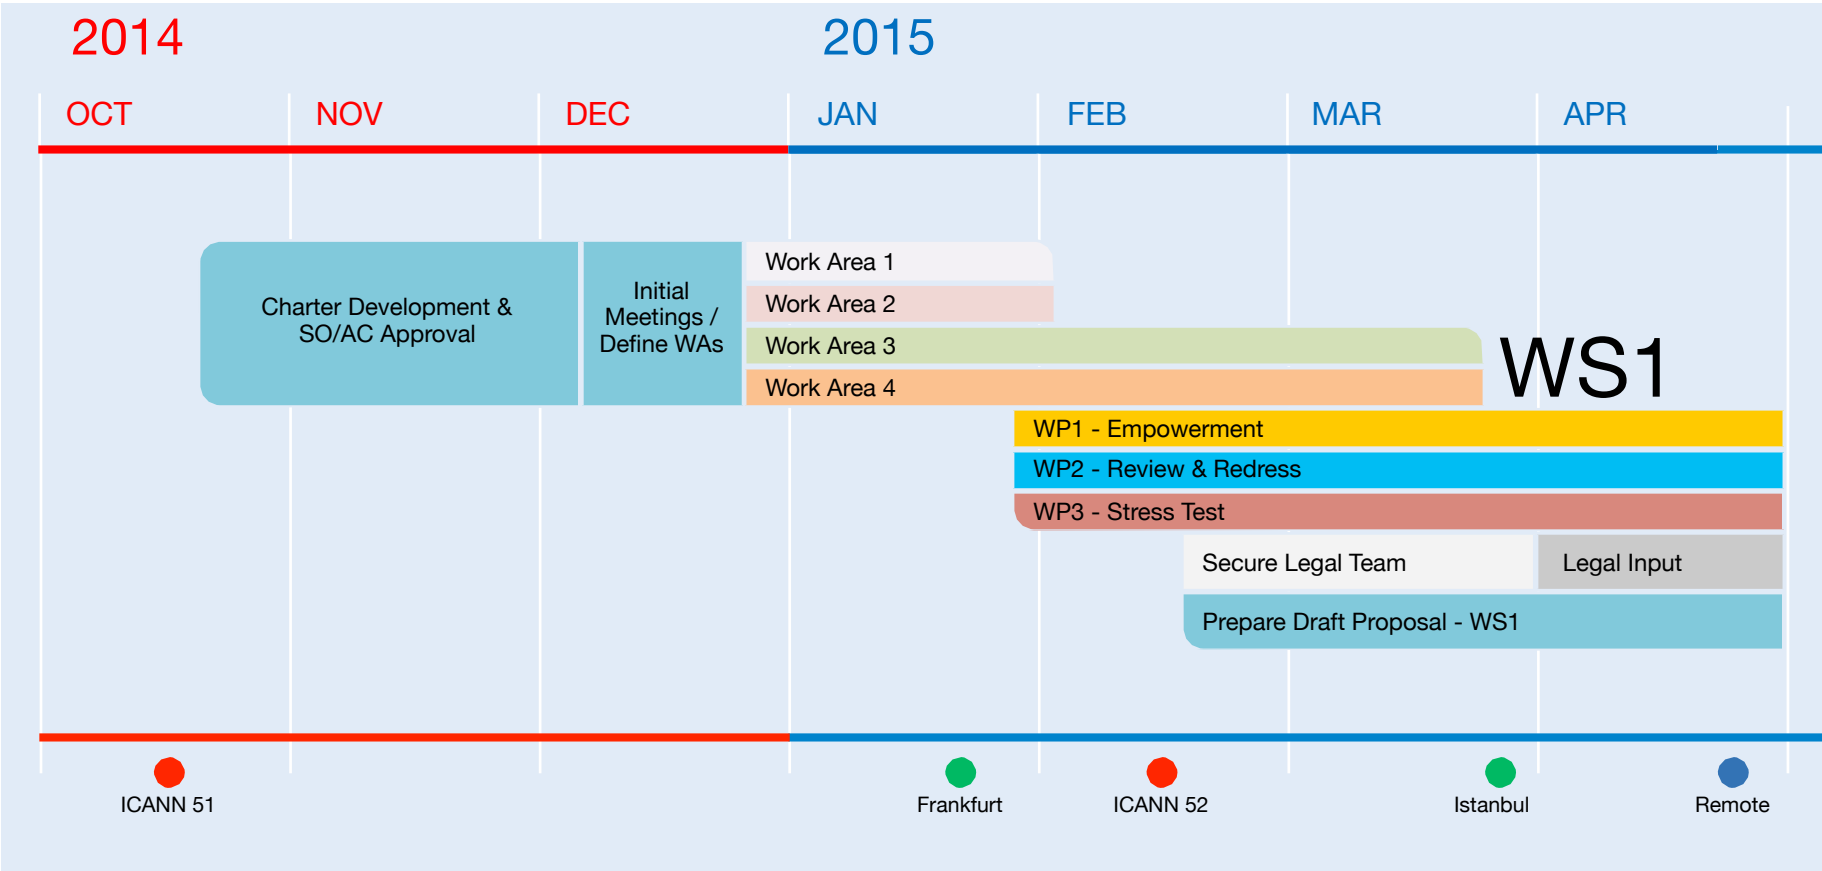 2014
2015
OCT
NOV
DEC
JAN
FEB
MAR
APR
Charter Development &
SO/AC Approval
Initial
Meetings /
Define WAs
Work Area 1
Work Area 2
Work Area 3
Work Area 4
WS1
WP1 - Empowerment
WP2 - Review & Redress
WP3 - Stress Test
Secure Legal Team
Legal Input
Prepare Draft Proposal - WS1
ICANN 51
Frankfurt
ICANN 52
Istanbul
Remote